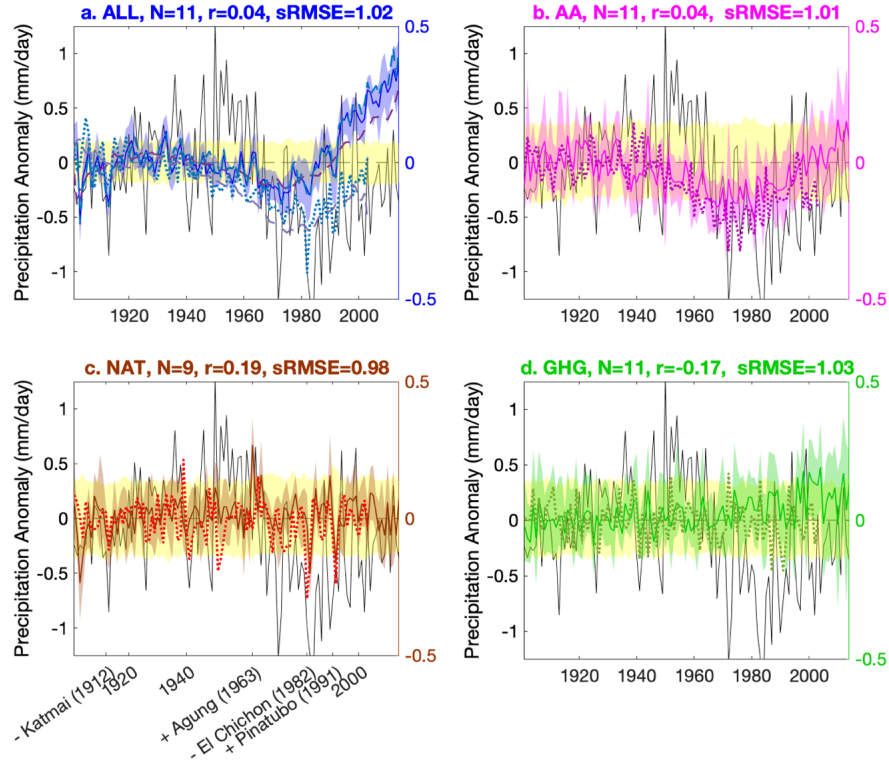 a. ALL, N=11, r=0.04, sRMSE=1.02
Precipitation Anomaly (mm/day)
1
0.5
0
-0.5
-1
0.5
0
-0.5
1920 1940 1960 1980 2000
b. AA, N=11, r=0.04, sRMSE=1.01
Precipitation Anomaly (mm/day)
1
0.5
0
-0.5
-1
0.5
0
-0.5
1920 1940 1960 1980 2000
c. NAT, N=9, r=0.19, sRMSE=0.98
Precipitation Anomaly (mm/day)
1
0.5
0
-0.5
-1
0.5
0
-0.5
- Katmai (1912)
1920
1940
+ Agung (1963)
- El Chichon (1982)
+ Pinatubo (1991)
2000
d. GHG, N=11, r=-0.17, sRMSE=1.03
Precipitation Anomaly (mm/day)
1
0.5
0
-0.5
-1
0.5
0
-0.5
1920 1940 1960 1980 2000